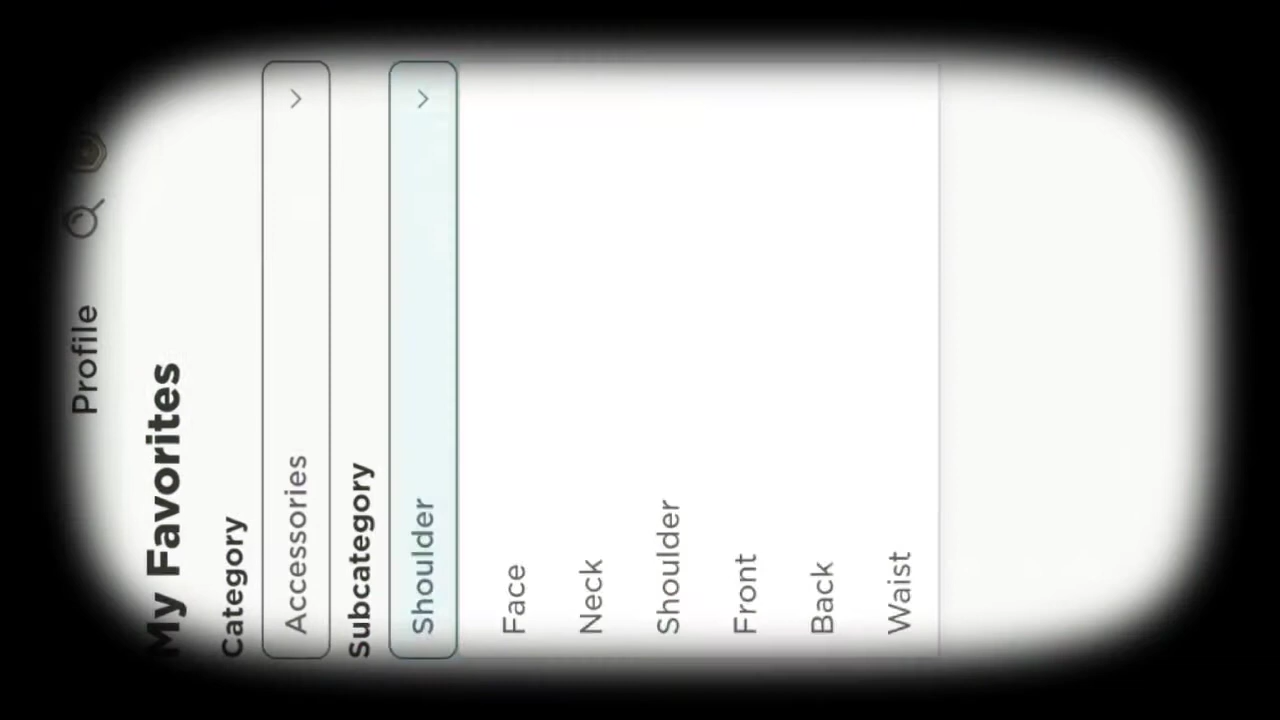 Profile
My Favorites
Category
Accessories
Subcategory
Shoulder
Face
Neck
Shoulder
Front
Back
Waist